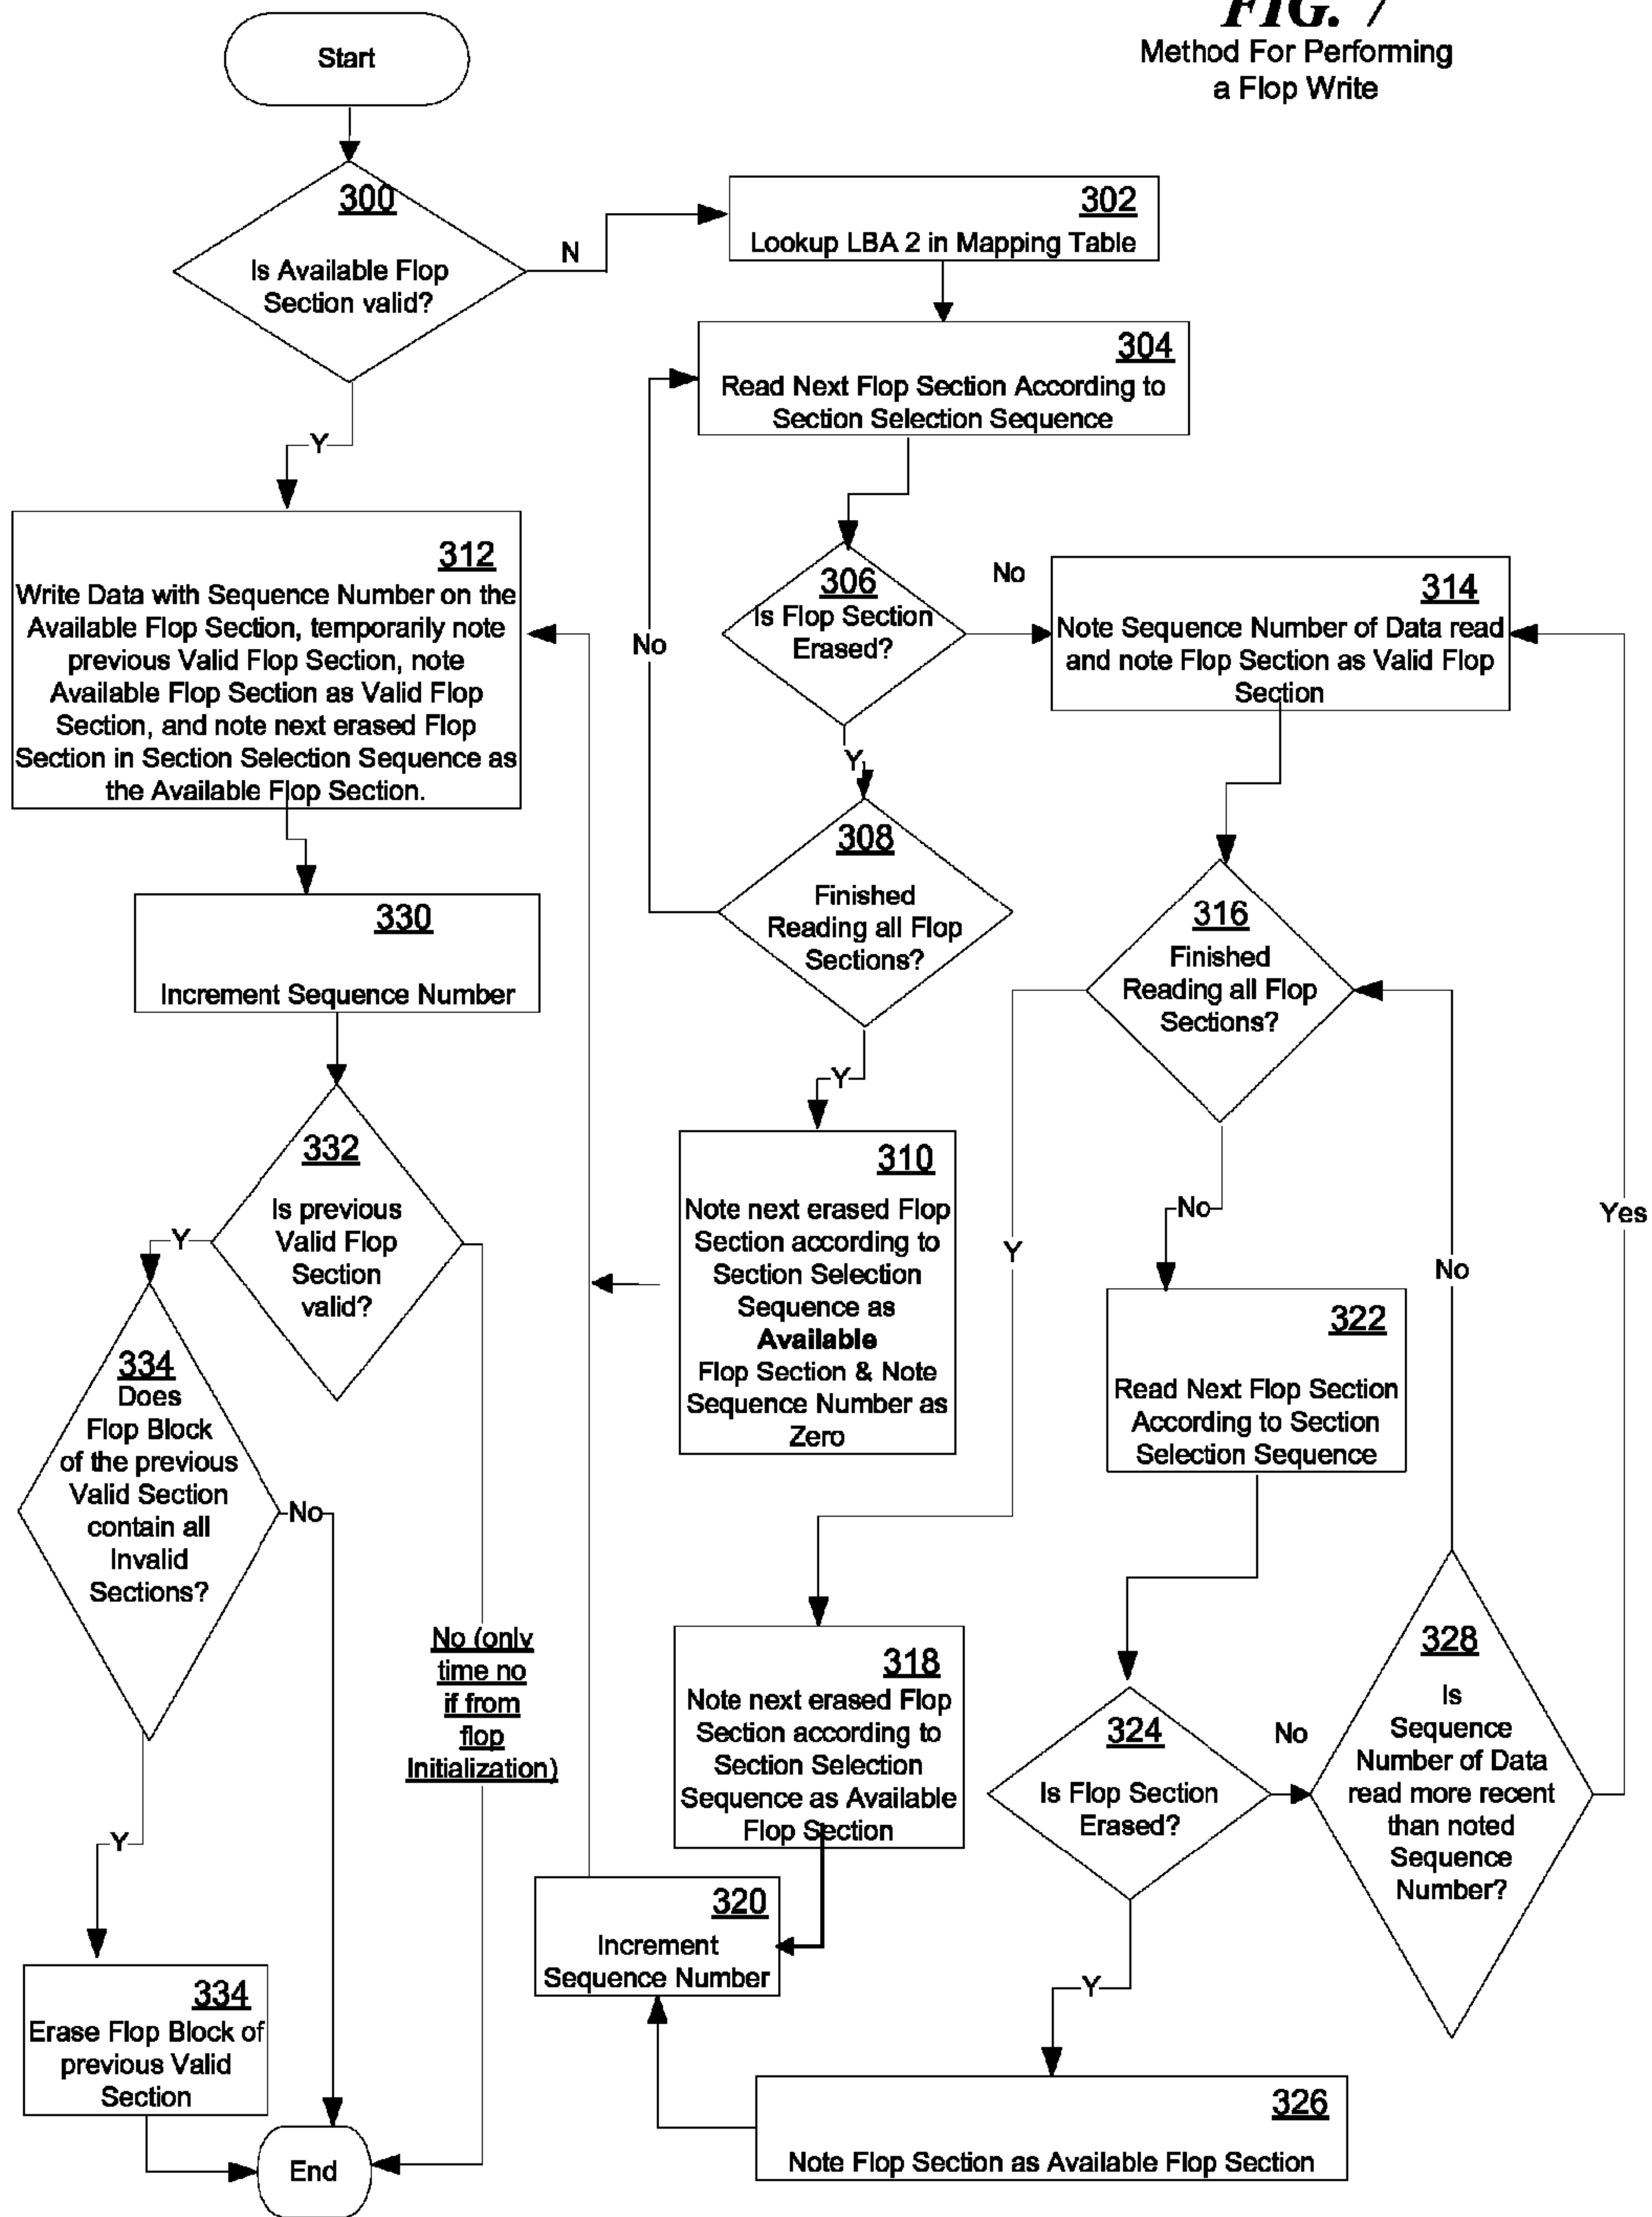 FIG. 7
Method For Performing
a Flop Write
Start
300
Is Available Flop
Section valid?
N
302
Lookup LBA 2 in Mapping Table
304
Read Next Flop Section According to
Section Selection Sequence
Y
312
Write Data with Sequence Number on the
Available Flop Section, temporarily note
previous Valid Flop Section, note
Available Flop Section as Valid Flop
Section, and note next erased Flop
Section in Section Selection Sequence as
the Available Flop Section.
306
Is Flop Section
Erased?
No
No
Y
314
Note Sequence Number of Data read
and note Flop Section as Valid Flop
Section
308
Finished
Reading all Flop
Sections?
Y
316
Finished
Reading all Flop
Sections?
No
Y
330
Increment Sequence Number
332
Is previous
Valid Flop
Section
valid?
Y
No (only
time no
if from
flop
Initialization)
310
Note next erased Flop
Section according to
Section Selection
Sequence as
Available
Flop Section & Note
Sequence Number as
Zero
322
Read Next Flop Section
According to Section
Selection Sequence
No
Yes
334
Does
Flop Block
of the previous
Valid Section
contain all
Invalid
Sections?
No
Y
318
Note next erased Flop
Section according to
Section Selection
Sequence as Available
Flop Section
324
Is Flop Section
Erased?
No
Y
328
Is
Sequence
Number of Data
read more recent
than noted
Sequence
Number?
320
Increment
Sequence Number
334
Erase Flop Block of
previous Valid
Section
326
Note Flop Section as Available Flop Section
End